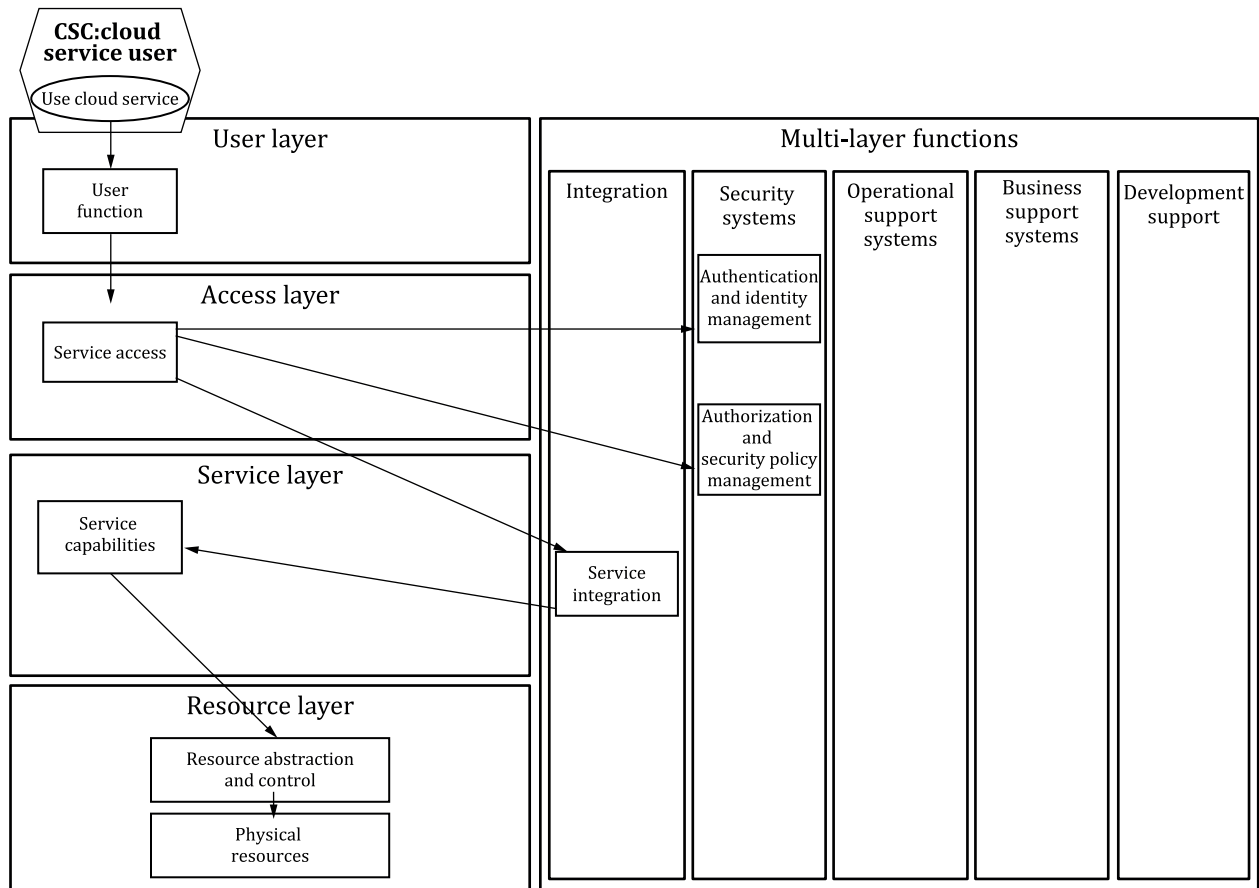 CSC:cloud
service user
Use cloud service
User layer
User
function
Access layer
Service access
Service layer
Service
capabilities
Resource layer
Resource abstraction
and control
Physical
resources
Multi-layer functions
Integration
Service
integration
Security
systems
Authentication
and identity
management
Authorization
and
security policy
management
Operational
support
systems
Business
support
systems
Development
support